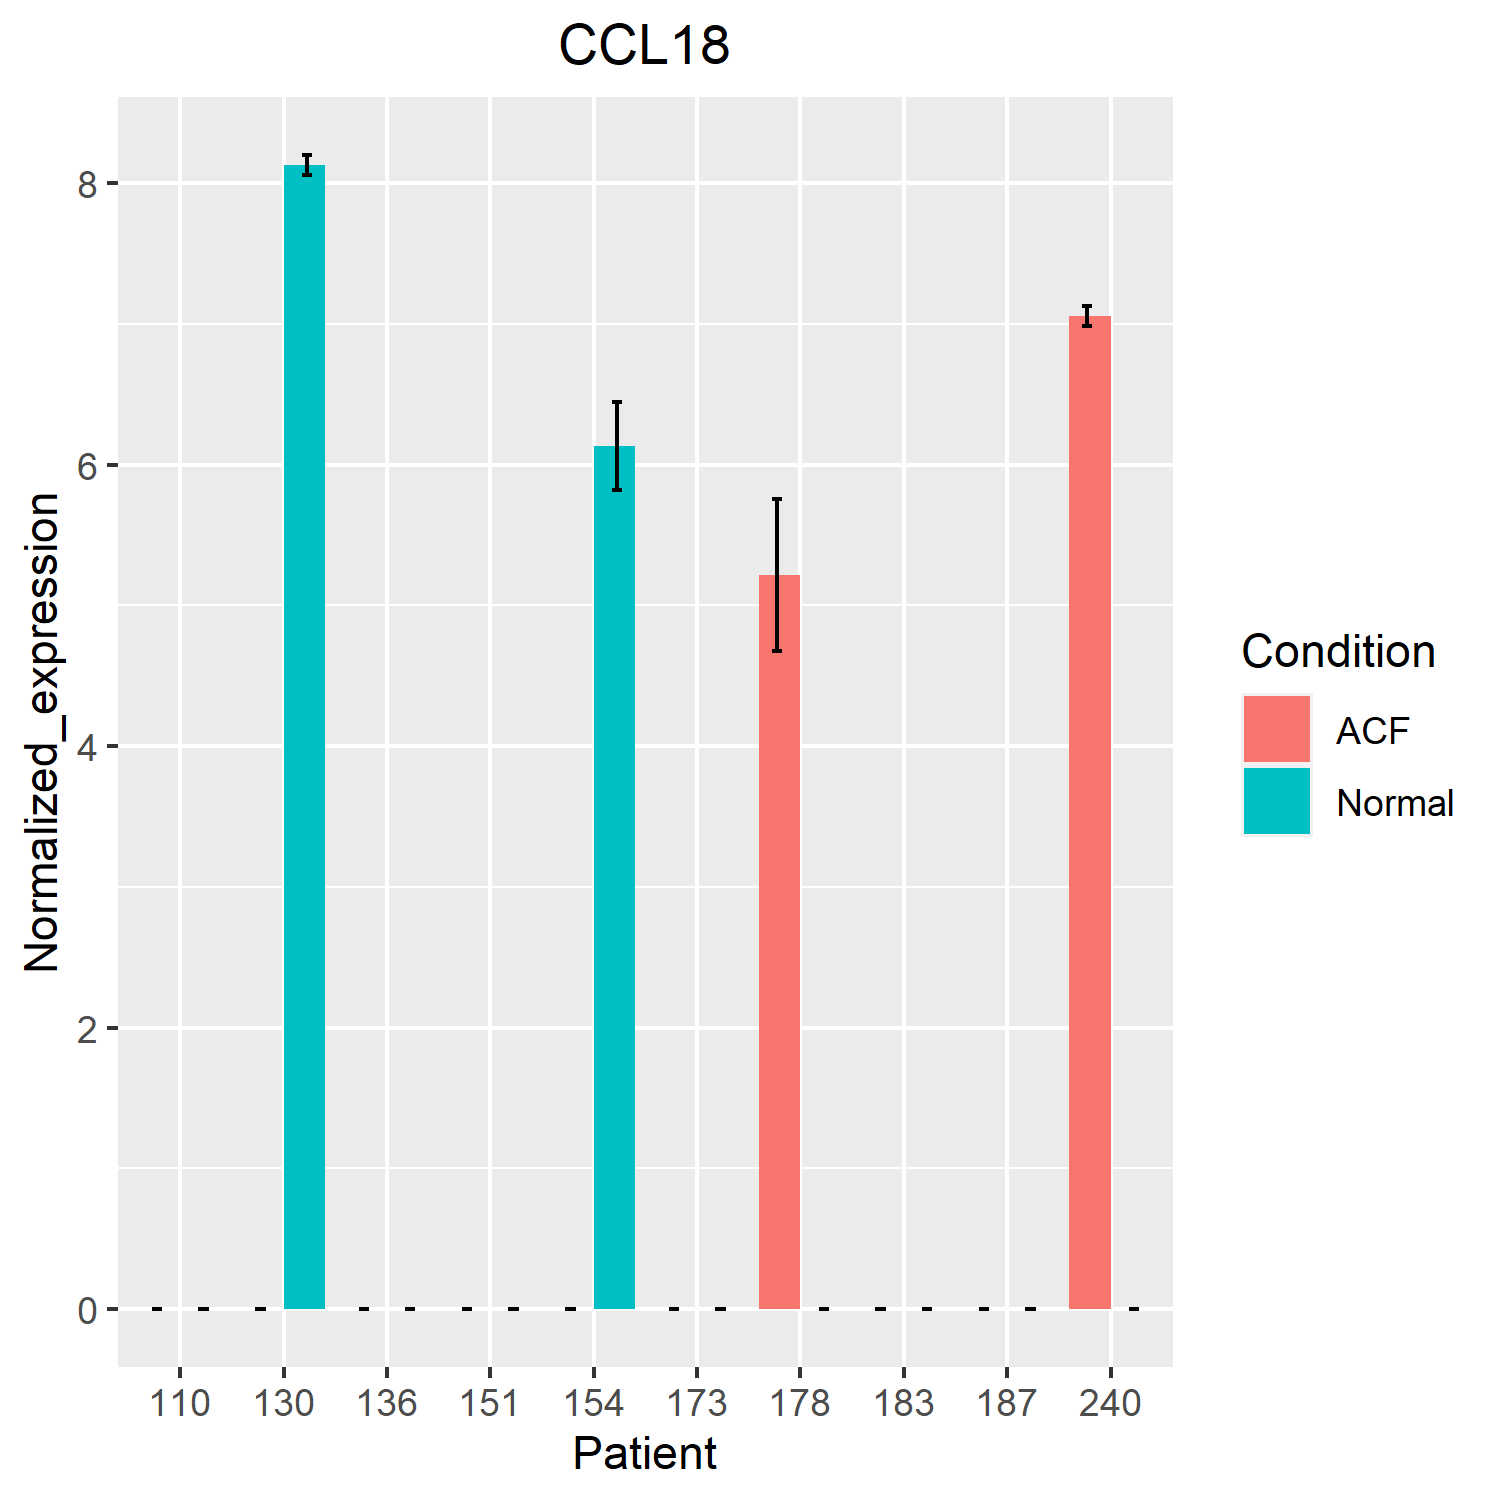 CCL18
8
6
4
2
0
Normalized_expression
110 130 136 151 154 173 178 183 187 240
Patient
Condition
ACF
Normal